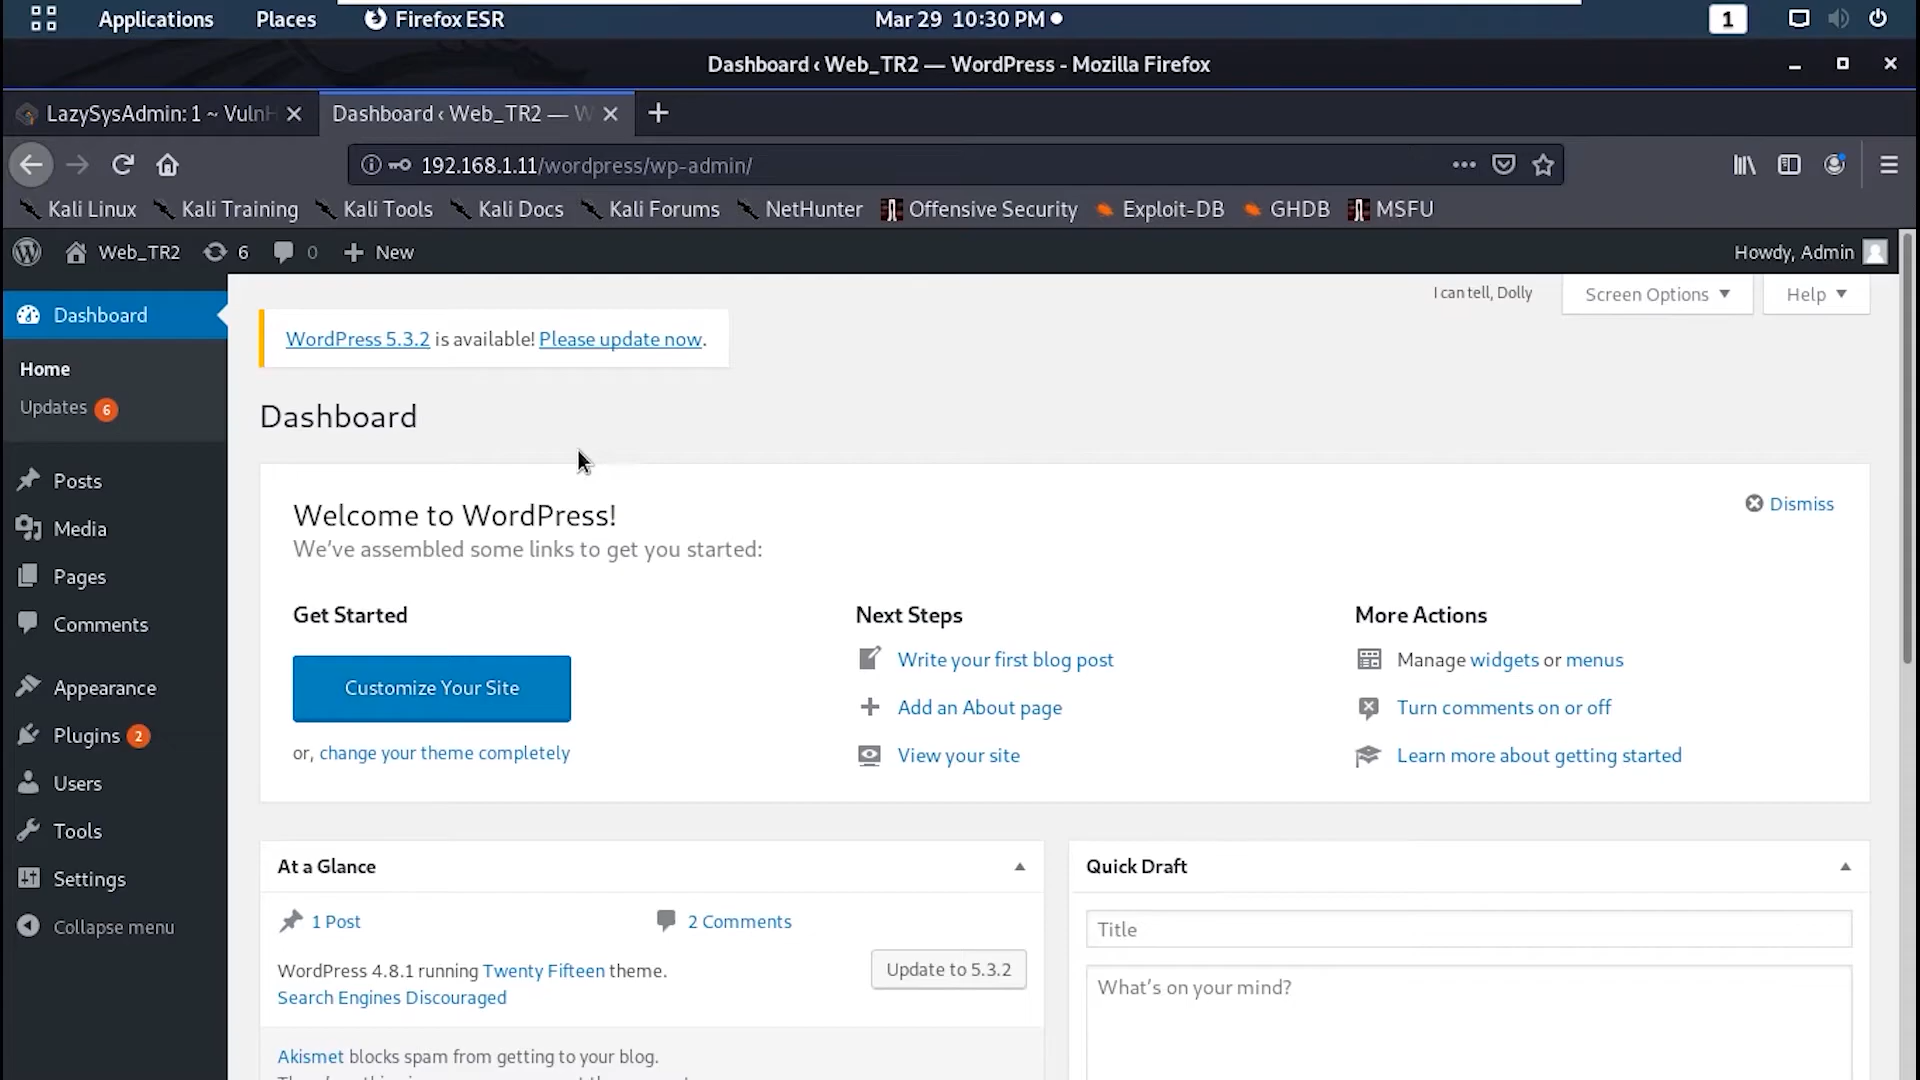 Applications Places Firefox ESR Mar 29 10:30 PM 1
Dashboard ‹ Web_TR2 — WordPress - Mozilla Firefox
LazySysAdmin: 1 ~ Vuln Dashboard ‹ Web_TR2 — W
192.168.1.11/wordpress/wp-admin/
Kali Linux Kali Training Kali Tools Kali Docs Kali Forums NetHunter Offensive Security Exploit-DB GHDB MSFU
Web_TR2 6 0 New Howdy, Admin
Dashboard
Home
Updates 6
Posts
Media
Pages
Comments
Appearance
Plugins 2
Users
Tools
Settings
Collapse menu
I can tell, Dolly Screen Options Help
WordPress 5.3.2 is available! Please update now.
Dashboard
Welcome to WordPress!
Dismiss
We've assembled some links to get you started:
Get Started
Customize Your Site
or, change your theme completely
Next Steps
Write your first blog post
Add an About page
View your site
More Actions
Manage widgets or menus
Turn comments on or off
Learn more about getting started
At a Glance
1 Post 2 Comments
WordPress 4.8.1 running Twenty Fifteen theme.
Update to 5.3.2
Search Engines Discouraged
Akismet blocks spam from getting to your blog.
Quick Draft
Title
What's on your mind?